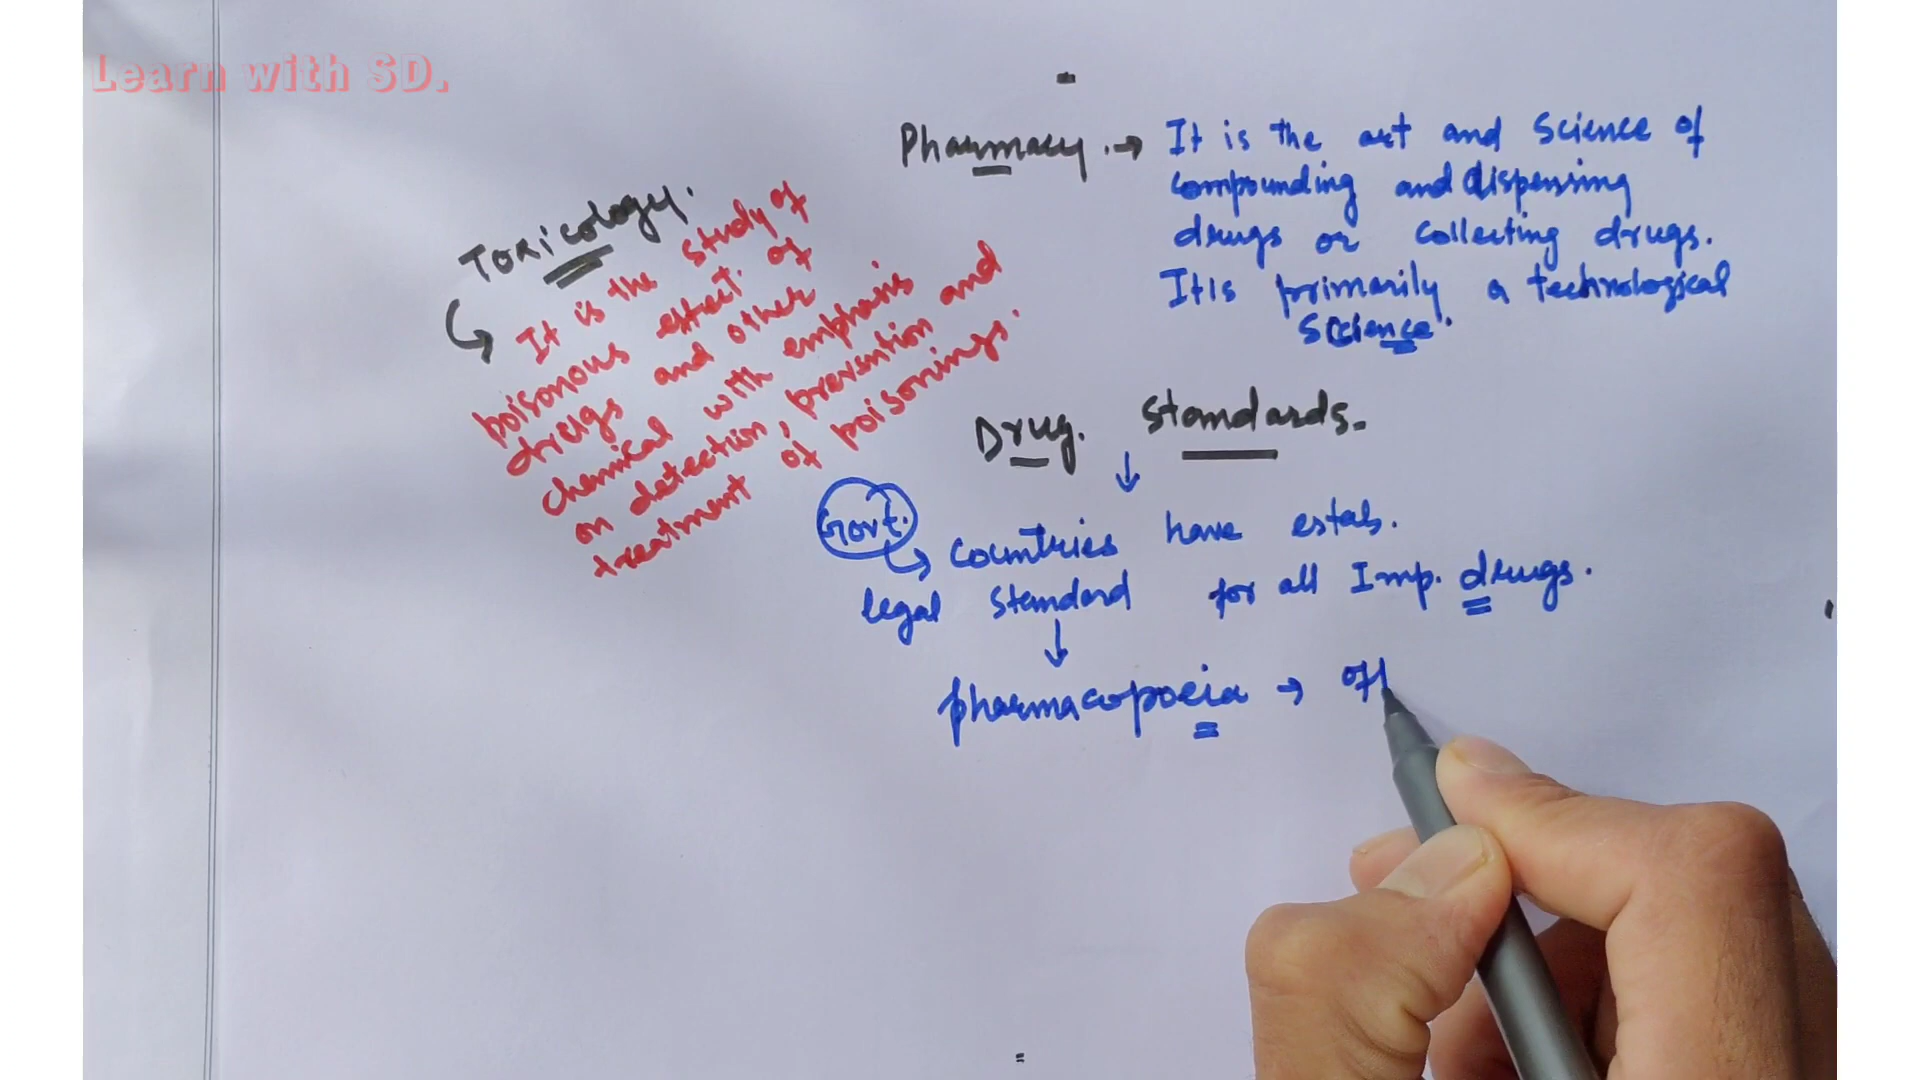 Learn with SD.
Pharmacy. → It is the art and Science of
compounding and dispensing
drugs or collecting drugs.
It is primarily a technological
Science.
Toxicology.
↳ It is the study of
poisonous effect. of
drugs and other
chemical with emphasis
on detection, prevention and
treatment of poisonings.
Drug. Standards.
↓
Govt.
↳ Countries have estab.
legal Standard for all Imp. drugs.
↓
pharmacopoeia → off